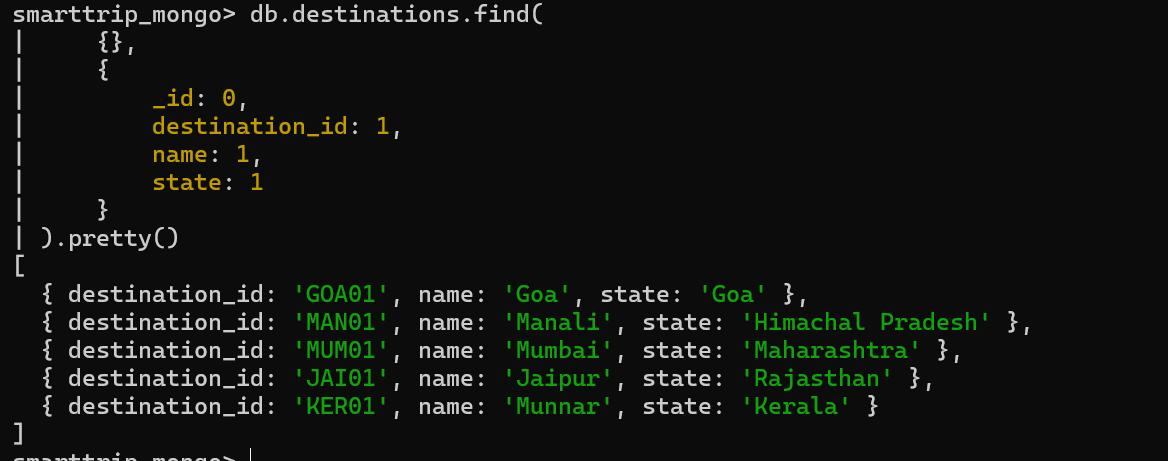 smarttrip_mongo> db.destinations.find(
|     {},
|     {
|         _id: 0,
|         destination_id: 1,
|         name: 1,
|         state: 1
|     }
| ).pretty()
[
  { destination_id: 'GOA01', name: 'Goa', state: 'Goa' },
  { destination_id: 'MAN01', name: 'Manali', state: 'Himachal Pradesh' },
  { destination_id: 'MUM01', name: 'Mumbai', state: 'Maharashtra' },
  { destination_id: 'JAI01', name: 'Jaipur', state: 'Rajasthan' },
  { destination_id: 'KER01', name: 'Munnar', state: 'Kerala' }
]
smarttrip_mongo>